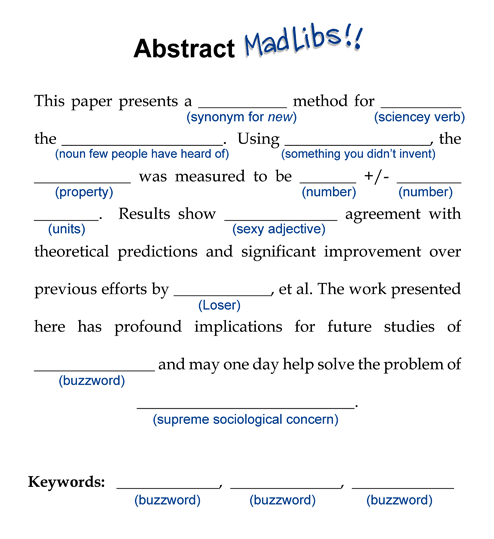 Abstract MadLibs!!
This paper presents a __________ method for __________
(synonym for new) (sciencey verb)
the ____________________. Using __________________, the
(noun few people have heard of) (something you didn't invent)
____________ was measured to be _______ +/- ________
(property) (number) (number)
________. Results show ______________ agreement with
(units) (sexy adjective)
theoretical predictions and significant improvement over
previous efforts by ____________, et al. The work presented
(Loser)
here has profound implications for future studies of
_______________ and may one day help solve the problem of
(buzzword)
___________________________.
(supreme sociological concern)
Keywords: _____________, ______________, _____________
(buzzword) (buzzword) (buzzword)